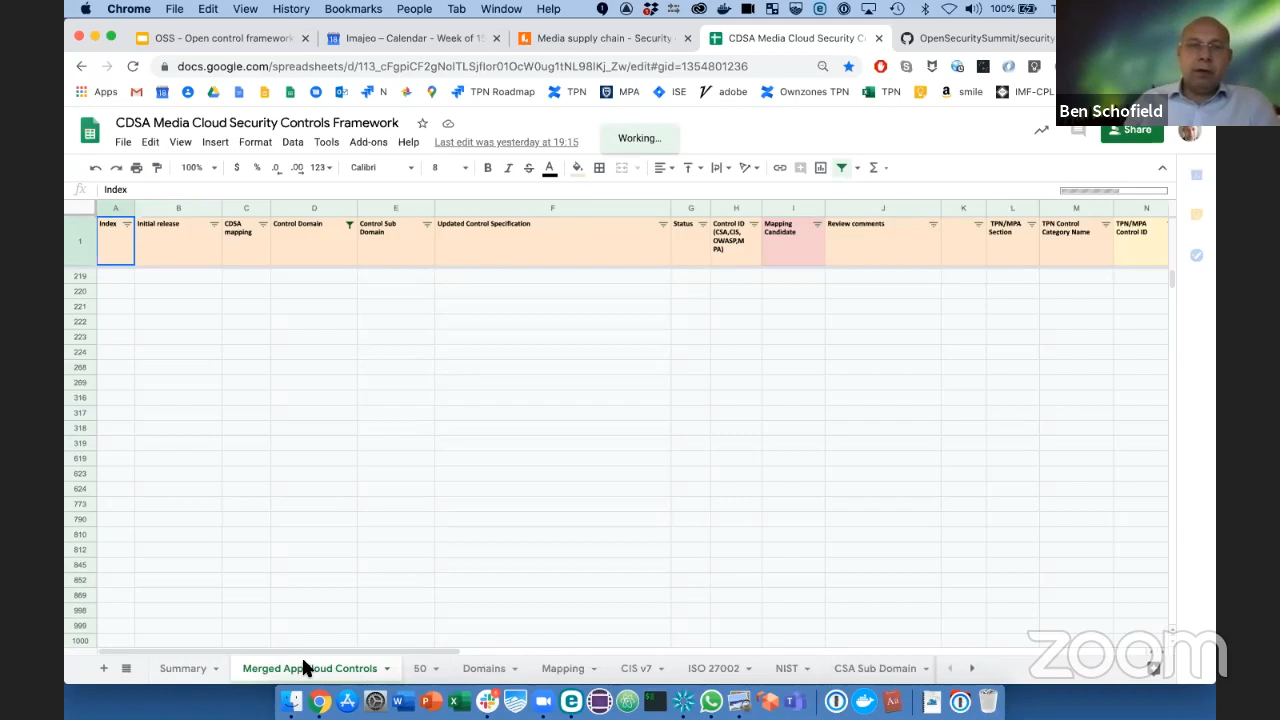 Chrome File Edit View History Bookmarks Profiles Tab Window Help 100%
OSS - Open control framework
Imajeo - Calendar - Week of 15
Media supply chain - Security
CDSA Media Cloud Security C
OpenSecuritySummit/security
docs.google.com/spreadsheets/d/
/edit#gid=1354801236
Apps TPN Roadmap TPN MPA ISE adobe Ownzones TPN TPN smile IMF-CPL
Ben Schofield
CDSA Media Cloud Security Controls Framework
Working...
Share
File Edit View Insert Format Data Tools Add-ons Help Last edit was yesterday at 19:15
100% $ % .0 .00 123 Calibri 8 B I S A
fx Index
A B C D E F G H I J K L M N
1 Index Initial release CDSA mapping Control Domain Control Sub Domain Updated Control Specification Status Control ID (CSA,CIS, OWASP,M PA) Mapping Candidate Review comments TPN/MPA Section TPN Control Category Name TPN/MPA Control ID
219
220
221
222
223
224
268
269
316
317
318
319
619
623
624
773
790
810
812
845
852
869
998
999
1000
Summary Merged App Cloud Controls 50 Domains Mapping CIS v7 ISO 27002 NIST CSA Sub Domain
zoom